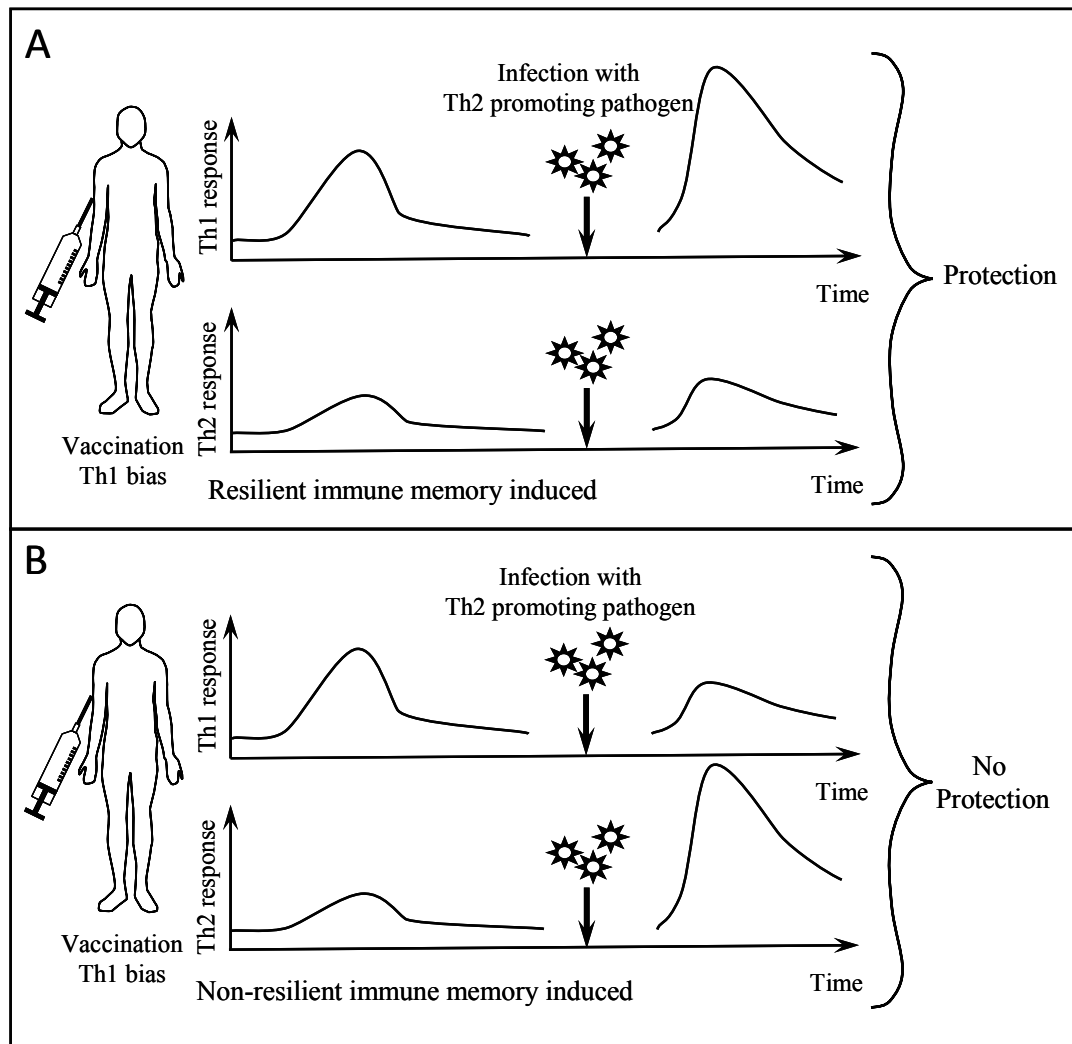 A
Infection with
Th2 promoting pathogen
Th1 response
Time
Protection
Th2 response
Vaccination
Th1 bias
Time
Resilient immune memory induced
B
Infection with
Th2 promoting pathogen
Th1 response
Time
No
Protection
Th2 response
Vaccination
Th1 bias
Time
Non-resilient immune memory induced